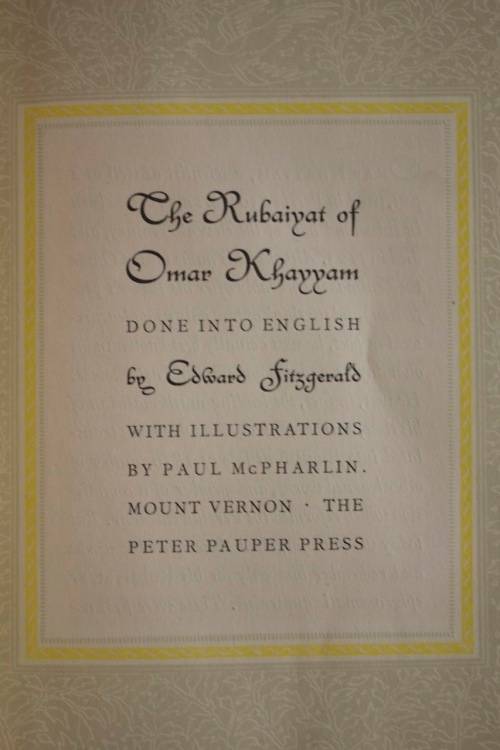 The Rubaiyat of
Omar Khayyam
DONE INTO ENGLISH
by Edward Fitzgerald
WITH ILLUSTRATIONS
BY PAUL McPHARLIN.
MOUNT VERNON · THE
PETER PAUPER PRESS